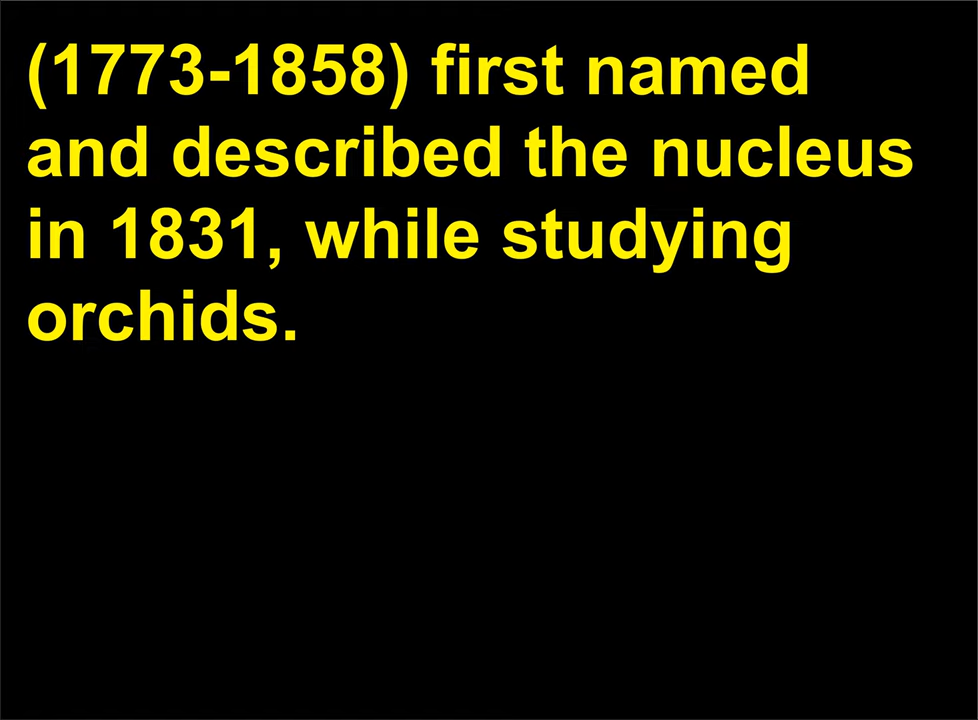 (1773-1858) first named
and described the nucleus
in 1831, while studying
orchids.